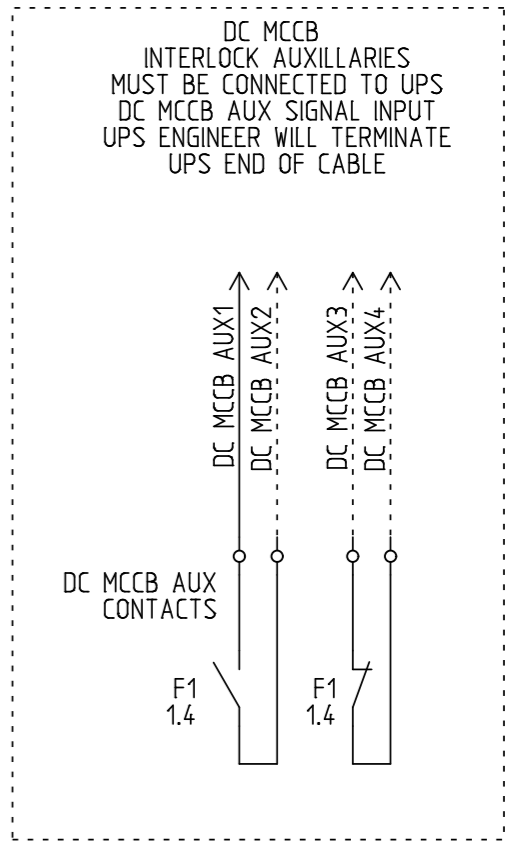 DC MCCB
INTERLOCK AUXILLARIES
MUST BE CONNECTED TO UPS
DC MCCB AUX SIGNAL INPUT
UPS ENGINEER WILL TERMINATE
UPS END OF CABLE
DC MCCB AUX1
DC MCCB AUX2
DC MCCB AUX3
DC MCCB AUX4
DC MCCB AUX
CONTACTS
F1
1.4
F1
1.4